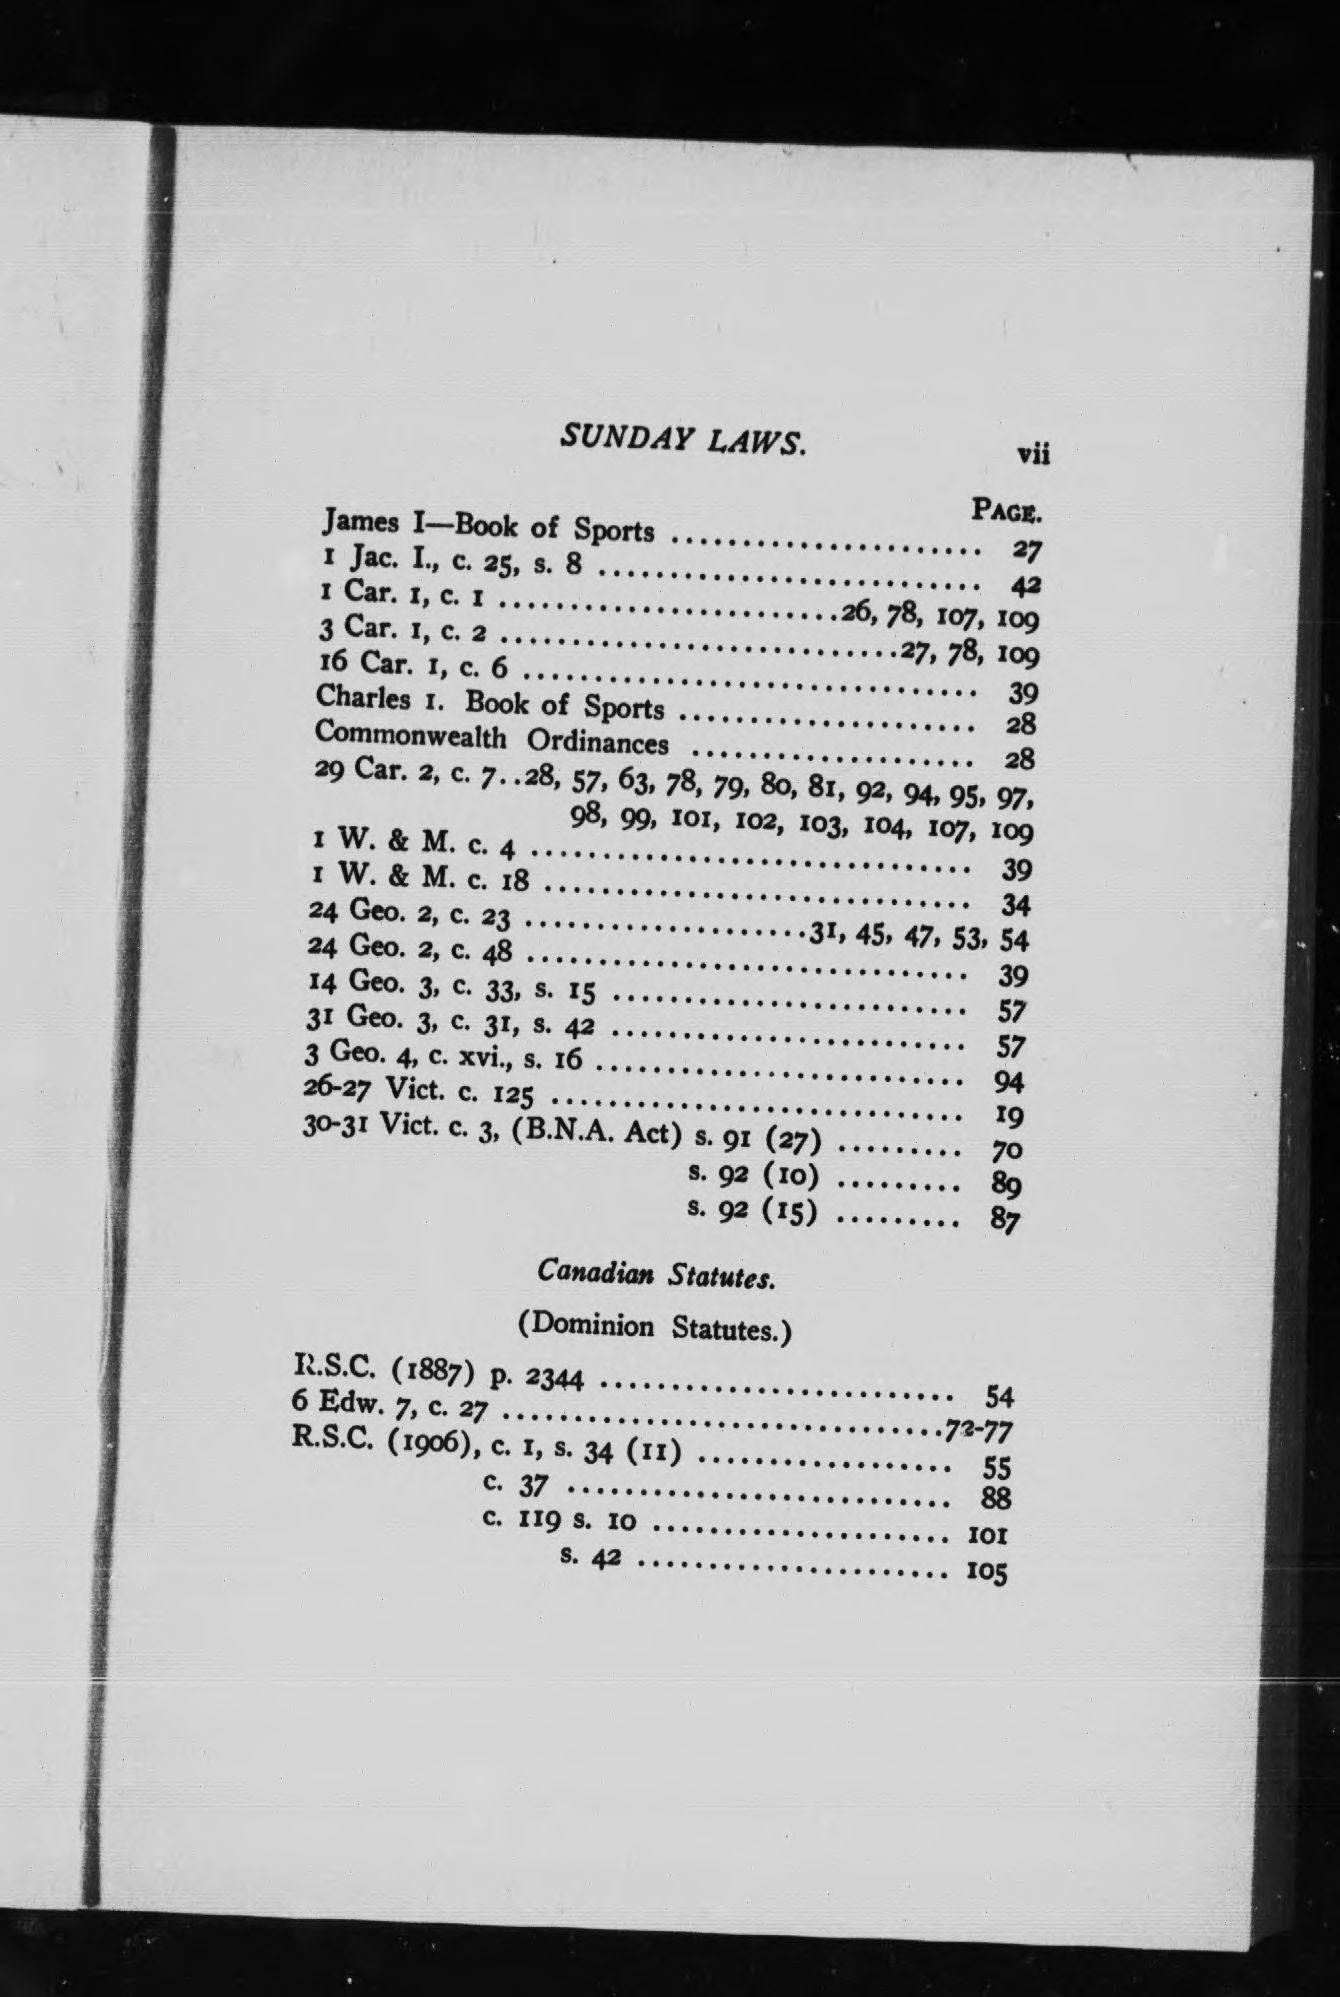 SUNDAY LAWS. vii
PAGE.
James I—Book of Sports ...................... 27
1 Jac. I., c. 25, s. 8 ........................... 42
1 Car. 1, c. 1 ........................26, 78, 107, 109
3 Car. 1, c. 2 ............................27, 78, 109
16 Car. 1, c. 6 ................................ 39
Charles 1. Book of Sports ..................... 28
Commonwealth Ordinances .................... 28
29 Car. 2, c. 7..28, 57, 63, 78, 79, 80, 81, 92, 94, 95, 97,
98, 99, 101, 102, 103, 104, 107, 109
1 W. & M. c. 4 ............................... 39
1 W. & M. c. 18 .............................. 34
24 Geo. 2, c. 23 ....................31, 45, 47, 53, 54
24 Geo. 2, c. 48 ............................... 39
14 Geo. 3, c. 33, s. 15 ......................... 57
31 Geo. 3, c. 31, s. 42 ......................... 57
3 Geo. 4, c. xvi., s. 16 .......................... 94
26-27 Vict. c. 125 ............................. 19
30-31 Vict. c. 3, (B.N.A. Act) s. 91 (27) ......... 70
s. 92 (10) ......... 89
s. 92 (15) ......... 87
Canadian Statutes.
(Dominion Statutes.)
R.S.C. (1887) p. 2344 ......................... 54
6 Edw. 7, c. 27 ...............................72-77
R.S.C. (1906), c. 1, s. 34 (11) .................. 55
c. 37 ........................... 88
c. 119 s. 10 ..................... 101
s. 42 ...................... 105